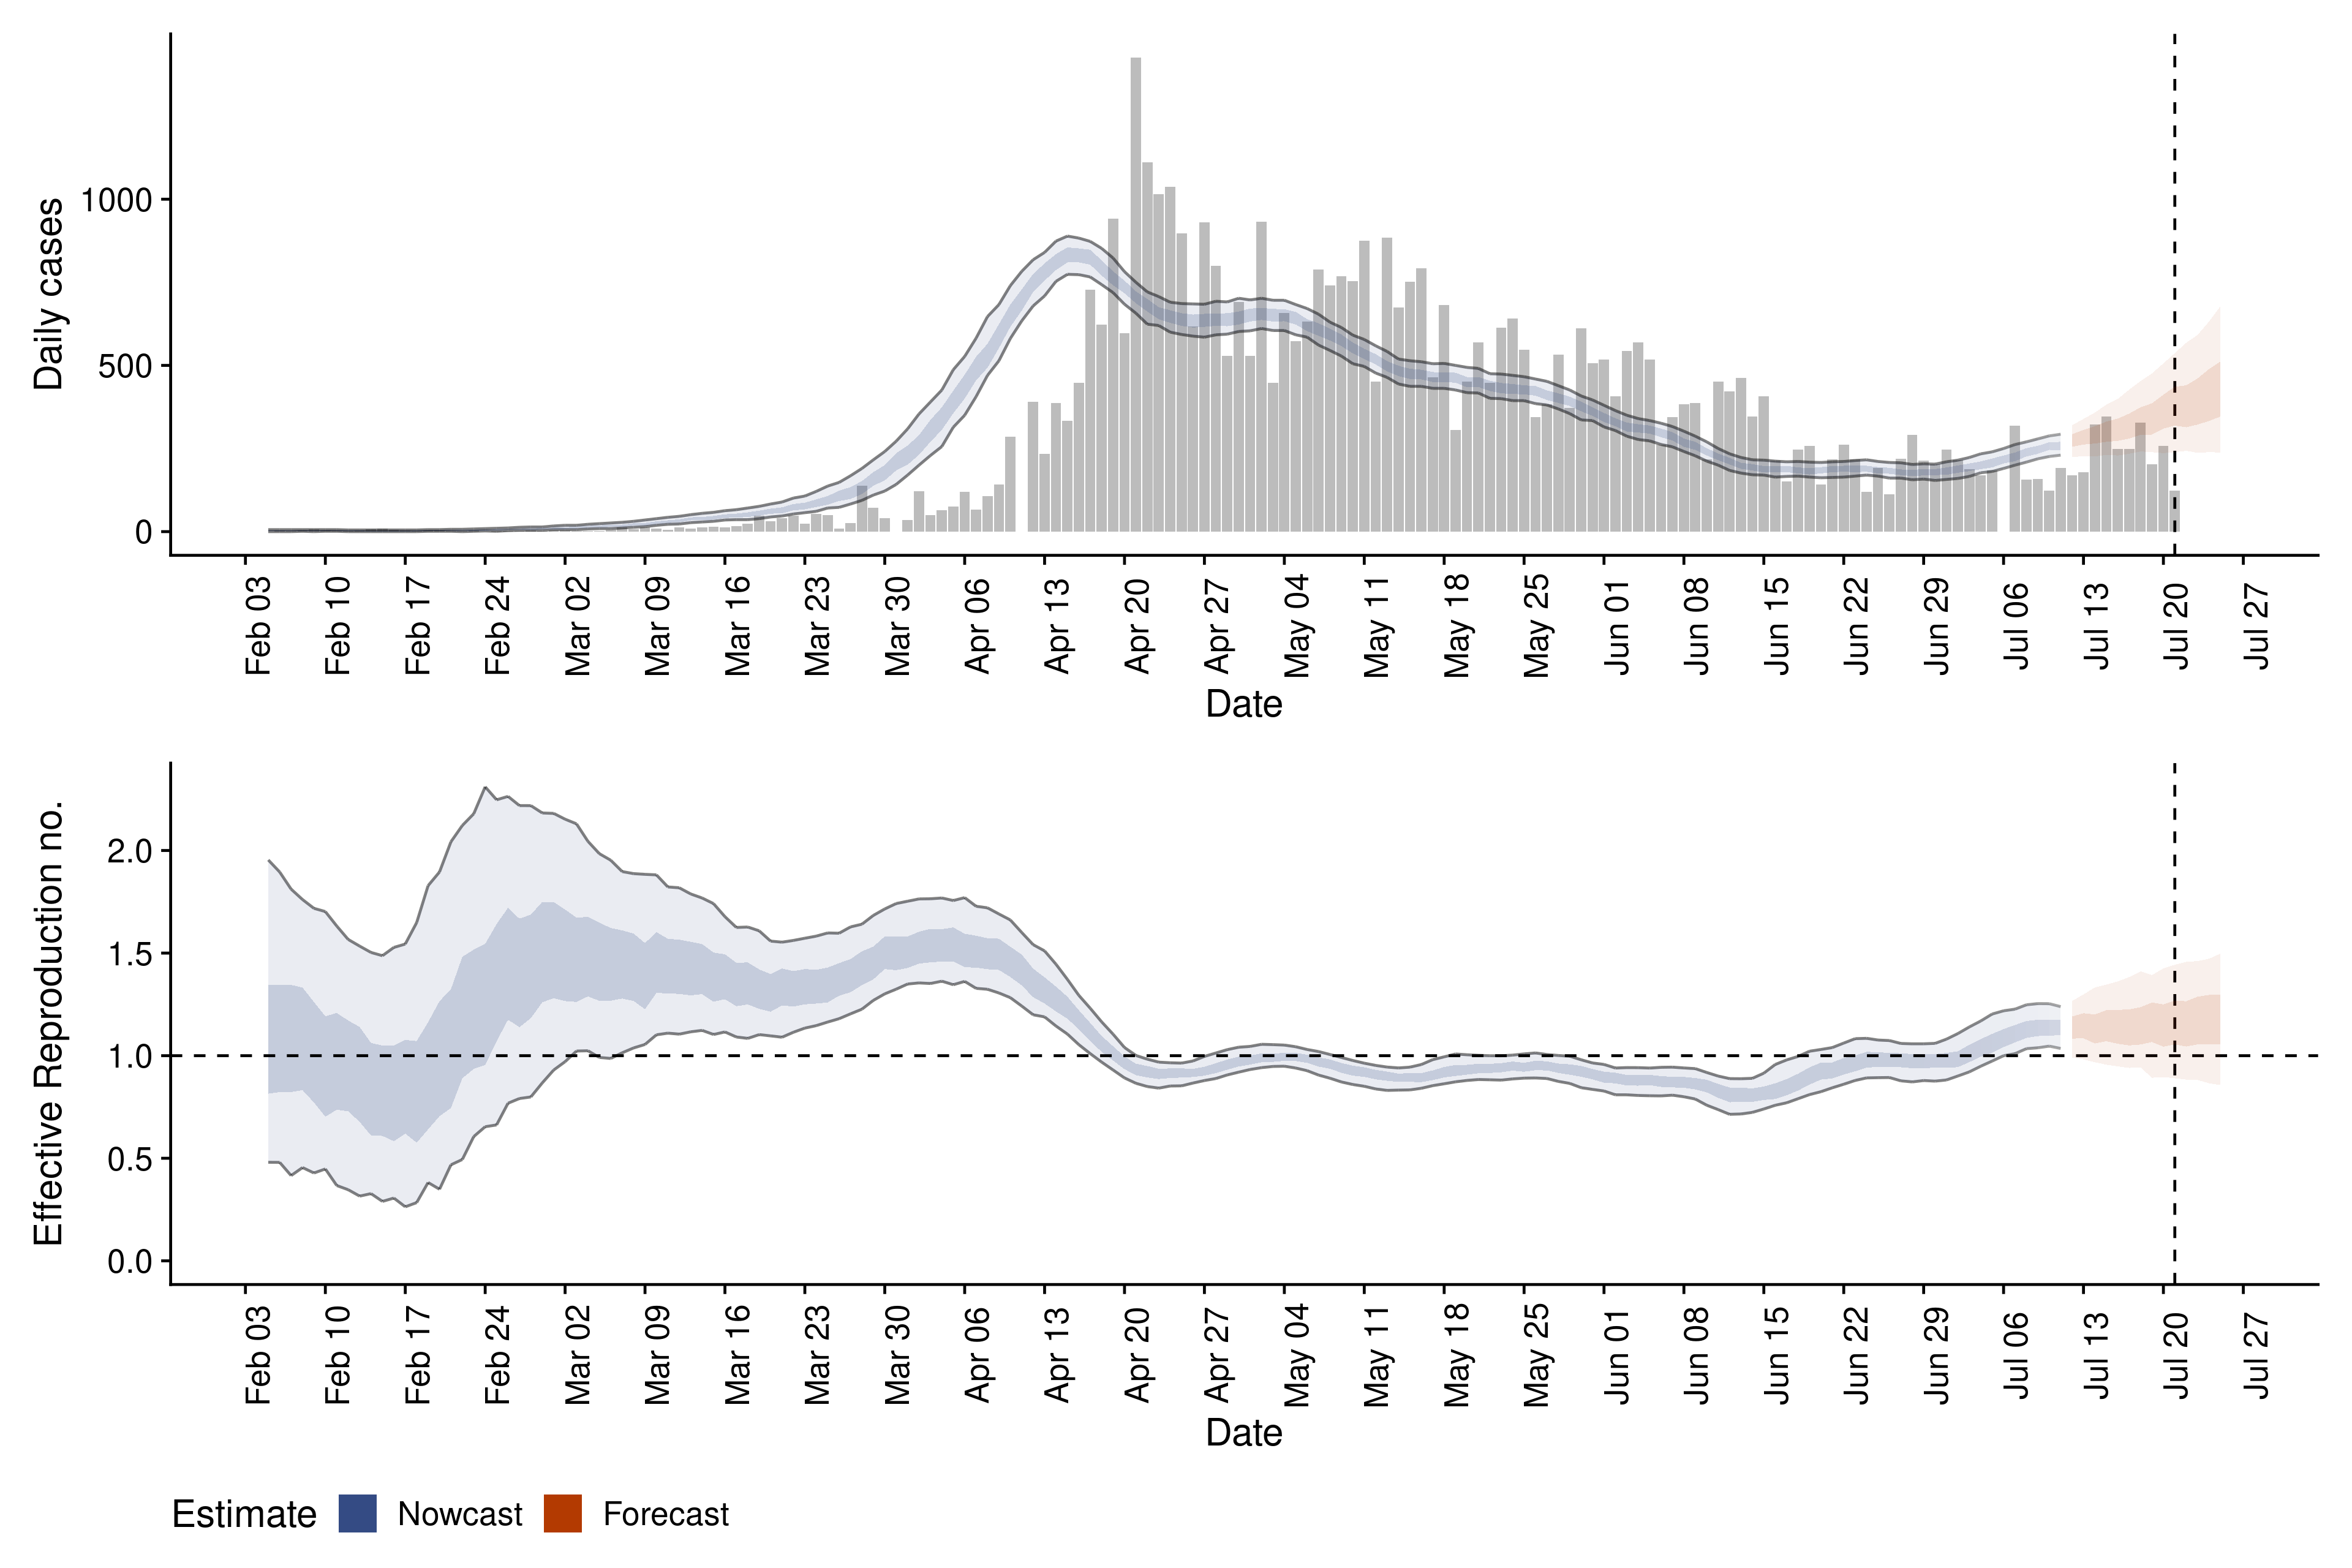 Daily cases
1000
500
0
Feb 03
Feb 10
Feb 17
Feb 24
Mar 02
Mar 09
Mar 16
Mar 23
Mar 30
Apr 06
Apr 13
Apr 20
Apr 27
May 04
May 11
May 18
May 25
Jun 01
Jun 08
Jun 15
Jun 22
Jun 29
Jul 06
Jul 13
Jul 20
Jul 27
Date
Effective Reproduction no.
2.0
1.5
1.0
0.5
0.0
Feb 03
Feb 10
Feb 17
Feb 24
Mar 02
Mar 09
Mar 16
Mar 23
Mar 30
Apr 06
Apr 13
Apr 20
Apr 27
May 04
May 11
May 18
May 25
Jun 01
Jun 08
Jun 15
Jun 22
Jun 29
Jul 06
Jul 13
Jul 20
Jul 27
Date
Estimate Nowcast Forecast